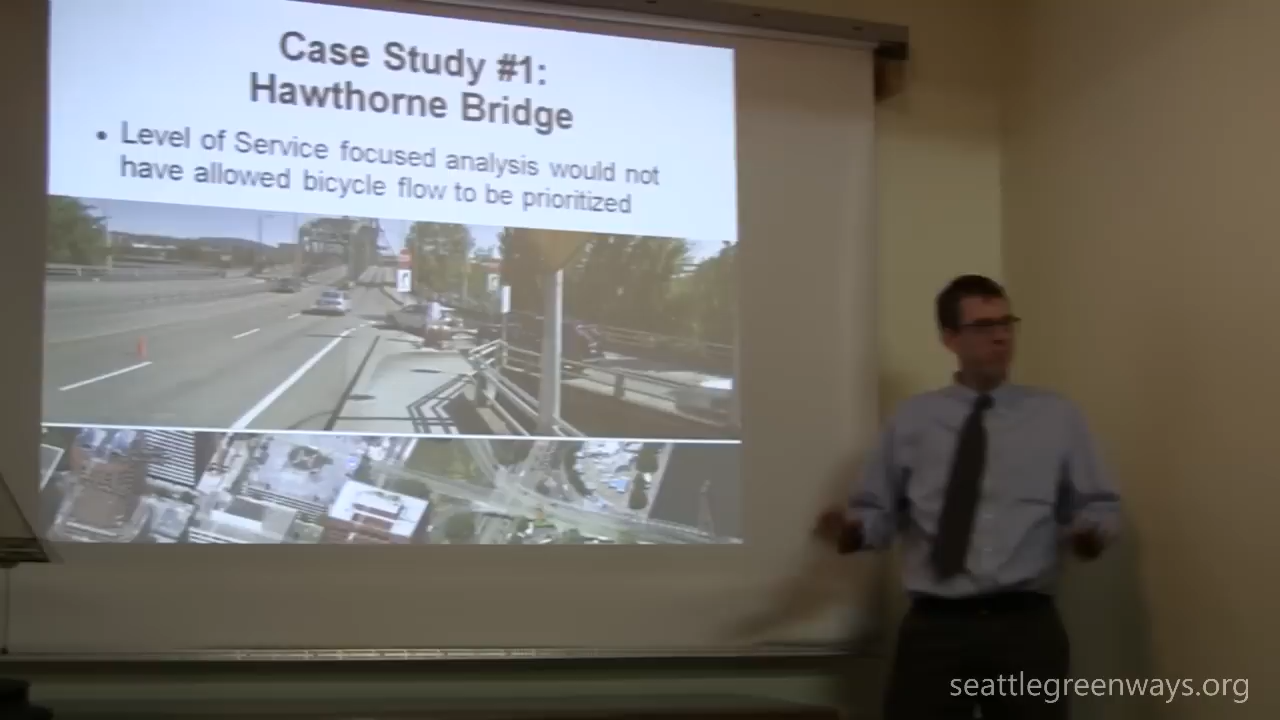 Case Study #1:
Hawthorne Bridge
• Level of Service focused analysis would not
have allowed bicycle flow to be prioritized
seattlegreenways.org